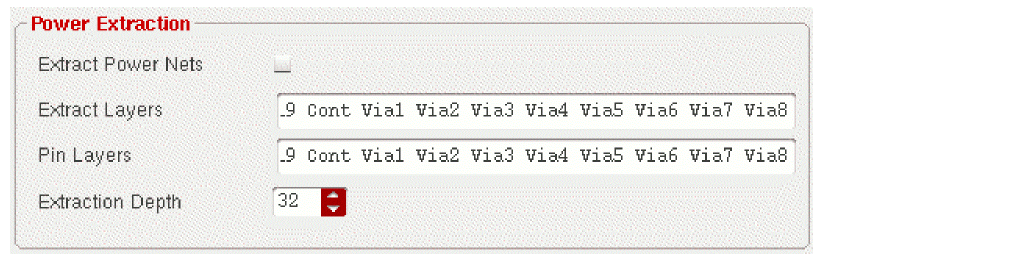 Power Extraction
Extract Power Nets
Extract Layers 9 Cont Via1 Via2 Via3 Via4 Via5 Via6 Via7 Via8
Pin Layers 9 Cont Via1 Via2 Via3 Via4 Via5 Via6 Via7 Via8
Extraction Depth 32